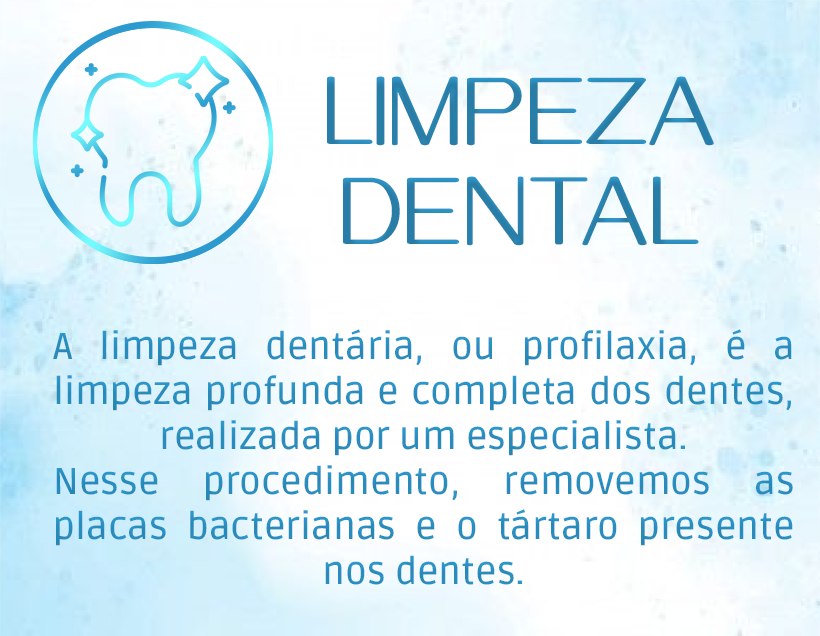 LIMPEZA
DENTAL
A limpeza dentária, ou profilaxia, é a
limpeza profunda e completa dos dentes,
realizada por um especialista.
Nesse procedimento, removemos as
placas bacterianas e o tártaro presente
nos dentes.